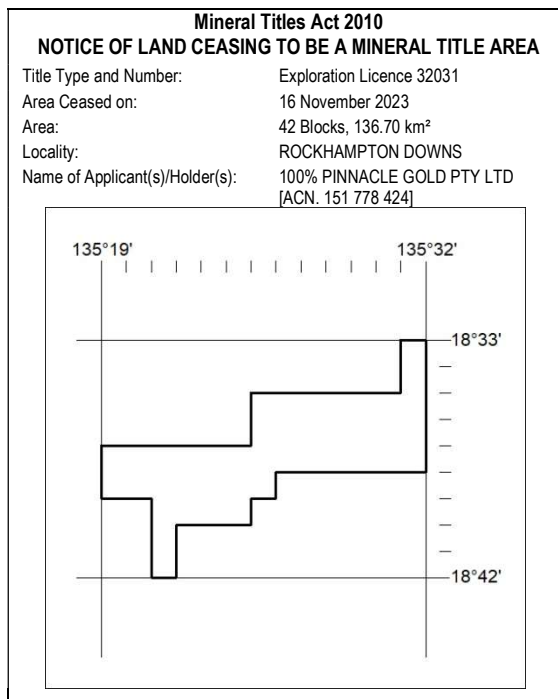 Mineral Titles Act 2010
NOTICE OF LAND CEASING TO BE A MINERAL TITLE AREA
Title Type and Number: Exploration Licence 32031
Area Ceased on: 16 November 2023
Area: 42 Blocks, 136.70 km²
Locality: ROCKHAMPTON DOWNS
Name of Applicant(s)/Holder(s): 100% PINNACLE GOLD PTY LTD
[ACN. 151 778 424]
135°19' 135°32'
18°33'
18°42'